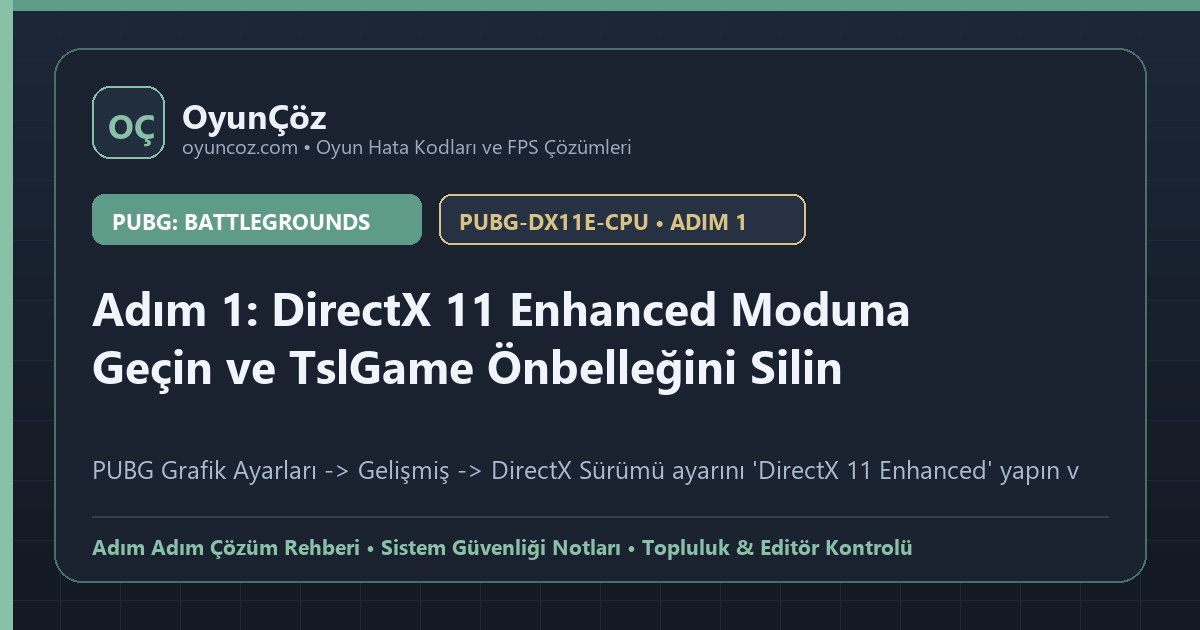 OÇ
OyunÇöz
oyuncoz.com • Oyun Hata Kodları ve FPS Çözümleri
PUBG: BATTLEGROUNDS
PUBG-DX11E-CPU • ADIM 1
Adım 1: DirectX 11 Enhanced Moduna
Geçin ve TslGame Önbelleğini Silin
PUBG Grafik Ayarları -> Gelişmiş -> DirectX Sürümü ayarını 'DirectX 11 Enhanced' yapın v
Adım Adım Çözüm Rehberi • Sistem Güvenliği Notları • Topluluk & Editör Kontrolü